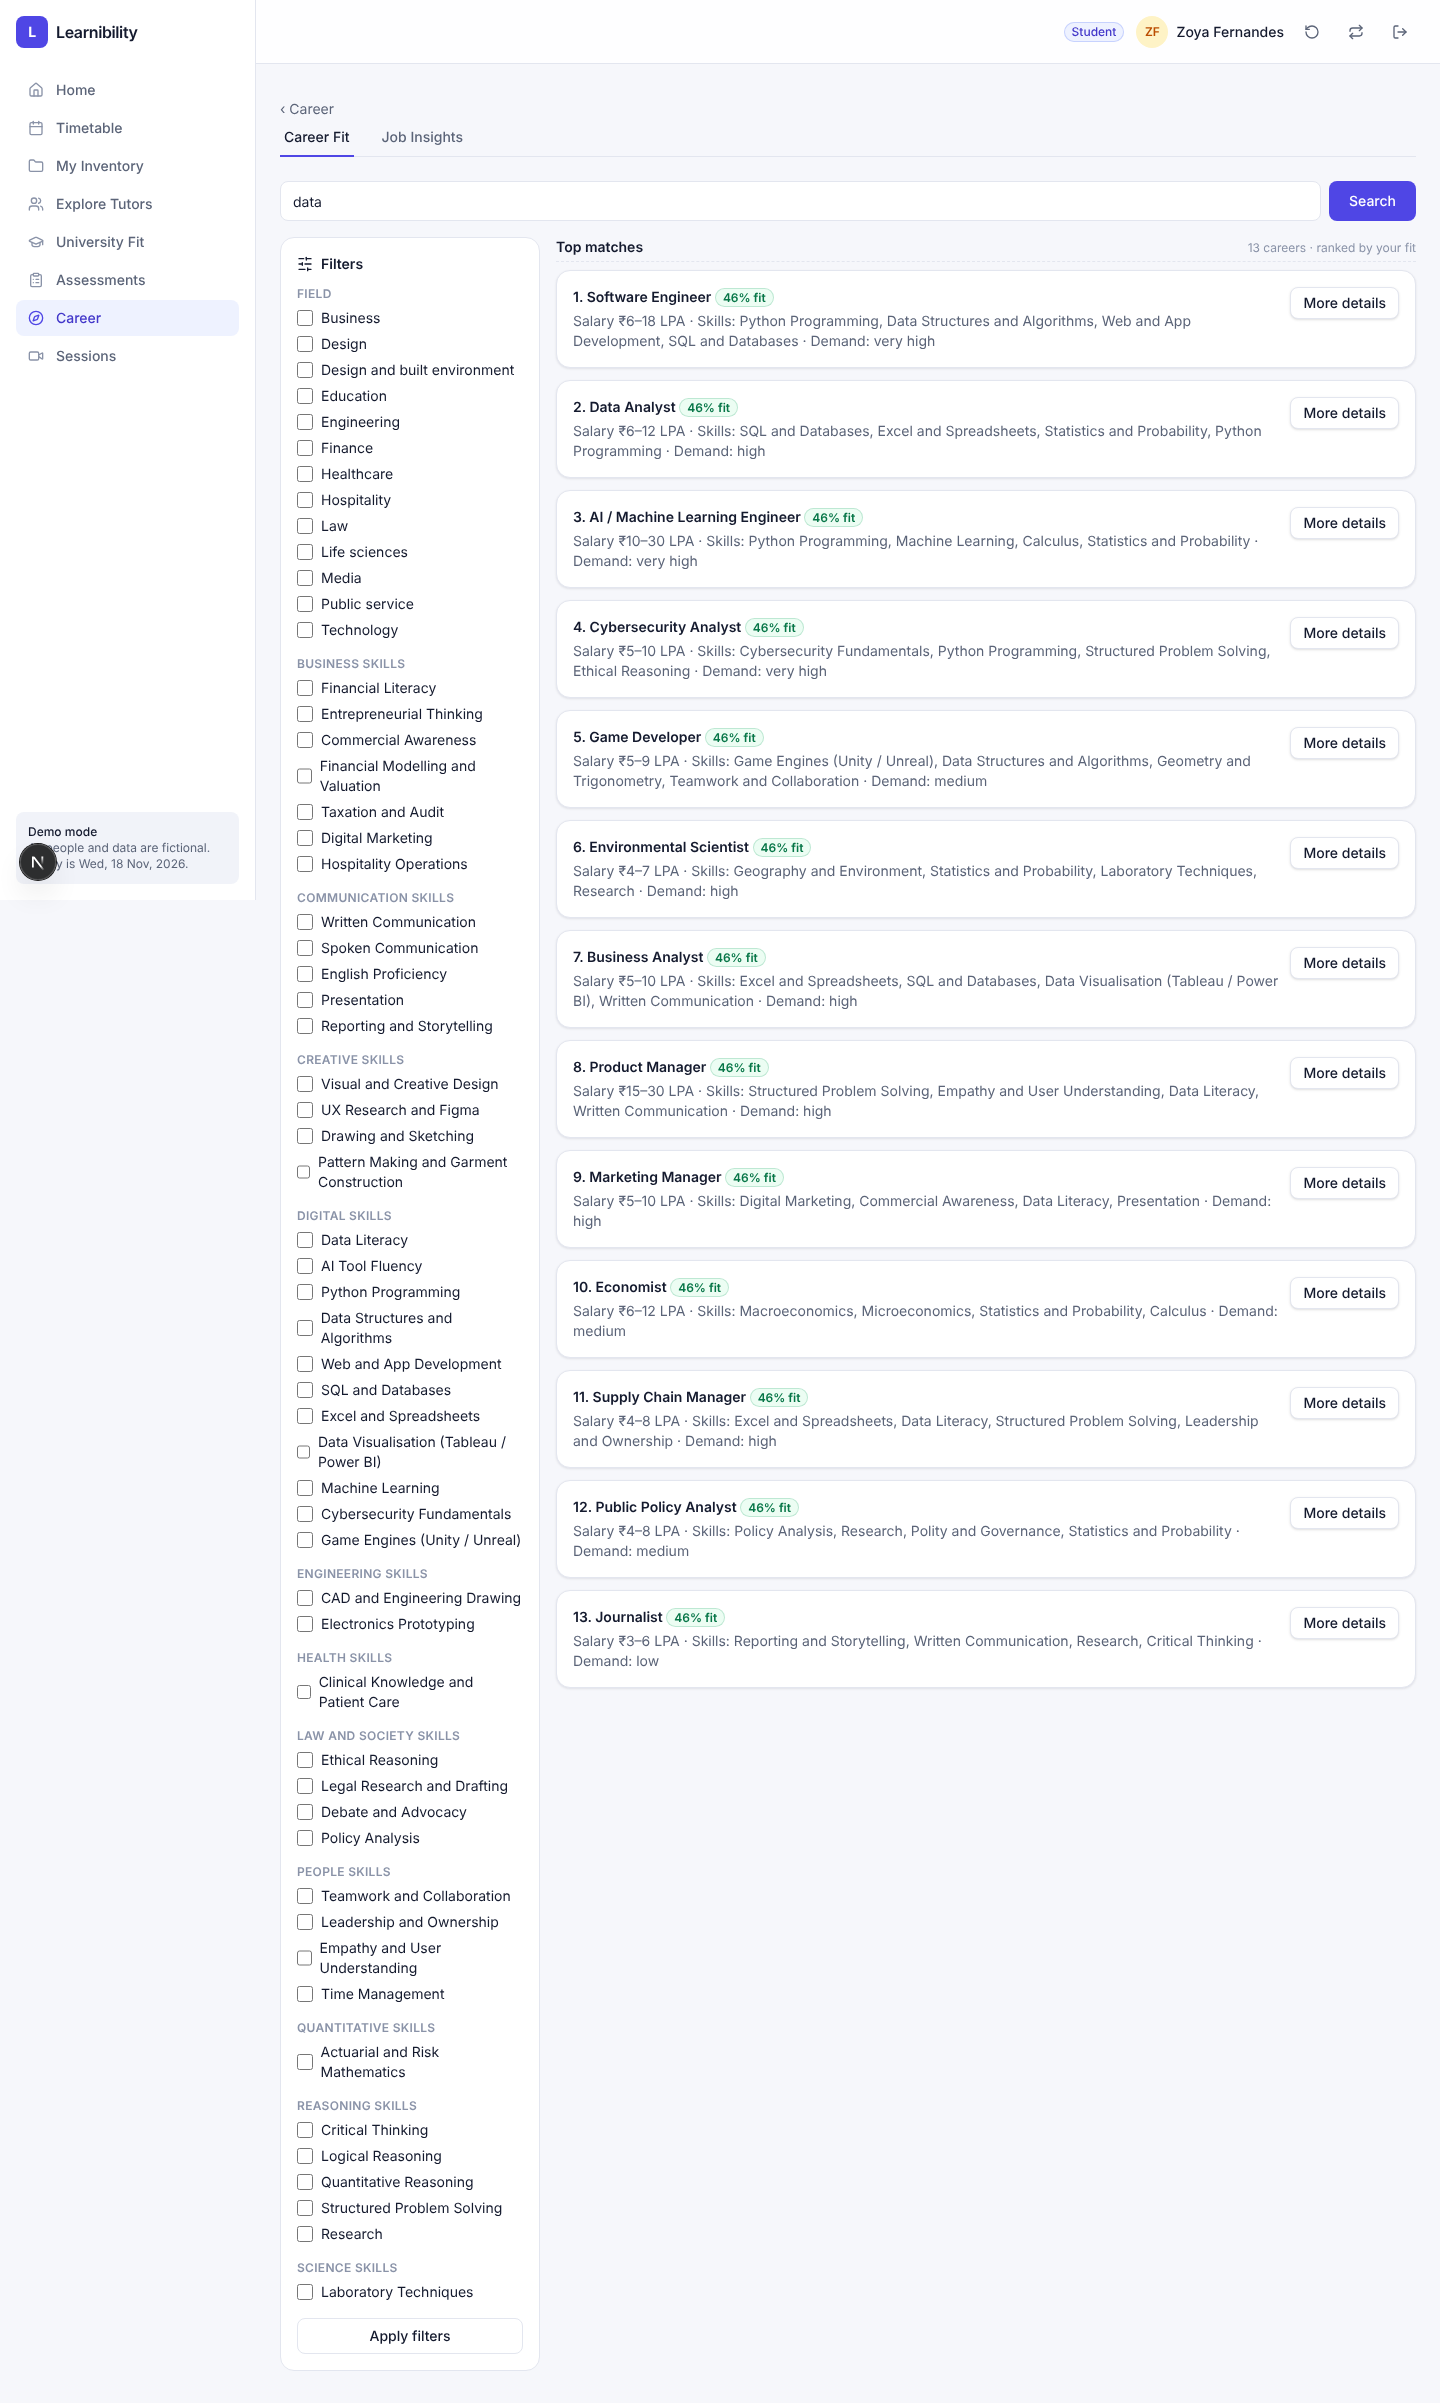 L Learnibility
Home
Timetable
My Inventory
Explore Tutors
University Fit
Assessments
Career
Sessions
Demo mode
people and data are fictional.
is Wed, 18 Nov, 2026.
N
Student
ZF Zoya Fernandes
‹ Career
Career Fit Job Insights
data
Search
Filters
FIELD
Business
Design
Design and built environment
Education
Engineering
Finance
Healthcare
Hospitality
Law
Life sciences
Media
Public service
Technology
BUSINESS SKILLS
Financial Literacy
Entrepreneurial Thinking
Commercial Awareness
Financial Modelling and
Valuation
Taxation and Audit
Digital Marketing
Hospitality Operations
COMMUNICATION SKILLS
Written Communication
Spoken Communication
English Proficiency
Presentation
Reporting and Storytelling
CREATIVE SKILLS
Visual and Creative Design
UX Research and Figma
Drawing and Sketching
Pattern Making and Garment
Construction
DIGITAL SKILLS
Data Literacy
AI Tool Fluency
Python Programming
Data Structures and
Algorithms
Web and App Development
SQL and Databases
Excel and Spreadsheets
Data Visualisation (Tableau /
Power BI)
Machine Learning
Cybersecurity Fundamentals
Game Engines (Unity / Unreal)
ENGINEERING SKILLS
CAD and Engineering Drawing
Electronics Prototyping
HEALTH SKILLS
Clinical Knowledge and
Patient Care
LAW AND SOCIETY SKILLS
Ethical Reasoning
Legal Research and Drafting
Debate and Advocacy
Policy Analysis
PEOPLE SKILLS
Teamwork and Collaboration
Leadership and Ownership
Empathy and User
Understanding
Time Management
QUANTITATIVE SKILLS
Actuarial and Risk
Mathematics
REASONING SKILLS
Critical Thinking
Logical Reasoning
Quantitative Reasoning
Structured Problem Solving
Research
SCIENCE SKILLS
Laboratory Techniques
Apply filters
Top matches
13 careers · ranked by your fit
1. Software Engineer 46% fit
Salary ₹6–18 LPA · Skills: Python Programming, Data Structures and Algorithms, Web and App
Development, SQL and Databases · Demand: very high
More details
2. Data Analyst 46% fit
Salary ₹6–12 LPA · Skills: SQL and Databases, Excel and Spreadsheets, Statistics and Probability, Python
Programming · Demand: high
More details
3. AI / Machine Learning Engineer 46% fit
Salary ₹10–30 LPA · Skills: Python Programming, Machine Learning, Calculus, Statistics and Probability ·
Demand: very high
More details
4. Cybersecurity Analyst 46% fit
Salary ₹5–10 LPA · Skills: Cybersecurity Fundamentals, Python Programming, Structured Problem Solving,
Ethical Reasoning · Demand: very high
More details
5. Game Developer 46% fit
Salary ₹5–9 LPA · Skills: Game Engines (Unity / Unreal), Data Structures and Algorithms, Geometry and
Trigonometry, Teamwork and Collaboration · Demand: medium
More details
6. Environmental Scientist 46% fit
Salary ₹4–7 LPA · Skills: Geography and Environment, Statistics and Probability, Laboratory Techniques,
Research · Demand: high
More details
7. Business Analyst 46% fit
Salary ₹5–10 LPA · Skills: Excel and Spreadsheets, SQL and Databases, Data Visualisation (Tableau / Power
BI), Written Communication · Demand: high
More details
8. Product Manager 46% fit
Salary ₹15–30 LPA · Skills: Structured Problem Solving, Empathy and User Understanding, Data Literacy,
Written Communication · Demand: high
More details
9. Marketing Manager 46% fit
Salary ₹5–10 LPA · Skills: Digital Marketing, Commercial Awareness, Data Literacy, Presentation · Demand:
high
More details
10. Economist 46% fit
Salary ₹6–12 LPA · Skills: Macroeconomics, Microeconomics, Statistics and Probability, Calculus · Demand:
medium
More details
11. Supply Chain Manager 46% fit
Salary ₹4–8 LPA · Skills: Excel and Spreadsheets, Data Literacy, Structured Problem Solving, Leadership
and Ownership · Demand: high
More details
12. Public Policy Analyst 46% fit
Salary ₹4–8 LPA · Skills: Policy Analysis, Research, Polity and Governance, Statistics and Probability ·
Demand: medium
More details
13. Journalist 46% fit
Salary ₹3–6 LPA · Skills: Reporting and Storytelling, Written Communication, Research, Critical Thinking ·
Demand: low
More details